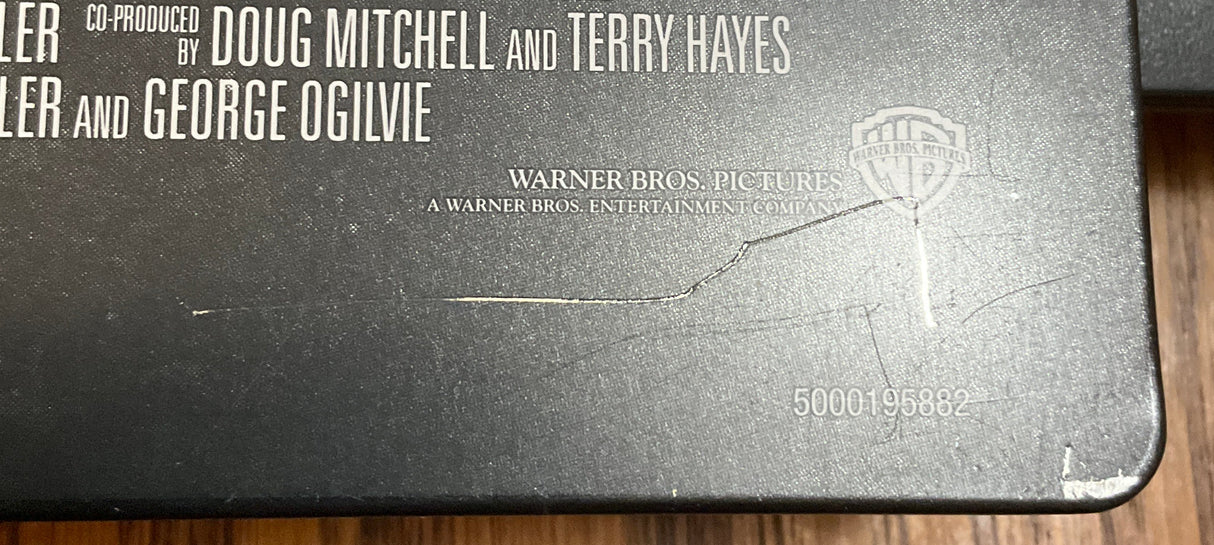 LER CO-PRODUCED BY DOUG MITCHELL AND TERRY HAYES
LER AND GEORGE OGILVIE
WARNER BROS. PICTURES
A WARNER BROS. ENTERTAINMENT COMPANY
WARNER BROS. PICTURES
5000195882